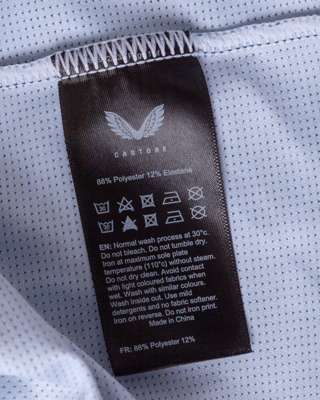 CASTORE
88% Polyester 12% Elastane
EN: Normal wash process at 30°c.
Do not bleach. Do not tumble dry.
Iron at maximum sole plate
temperature (110°c) without steam.
Do not dry clean. Avoid contact
with light coloured fabrics when
wet. Wash with similar colours.
Wash inside out. Use mild
detergents and no fabric softener.
Iron on reverse. Do not iron print.
Made in China
FR: 88% Polyester 12%